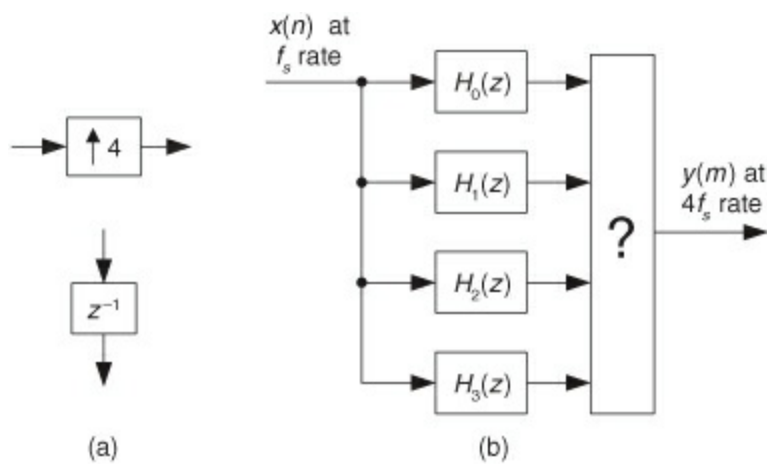 x(n) at
fₛ rate
↑ 4
z⁻¹
H₀(z)
H₁(z)
H₂(z)
H₃(z)
?
y(m) at
4fₛ rate
(a)
(b)